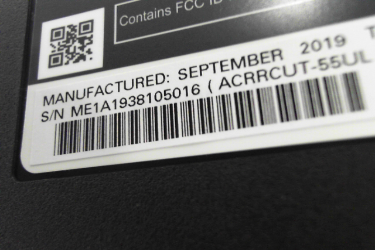 Contains FCC ID
MANUFACTURED: SEPTEMBER 2019 T
S/N ME1A1938105016 ( ACRRCUT-55UL